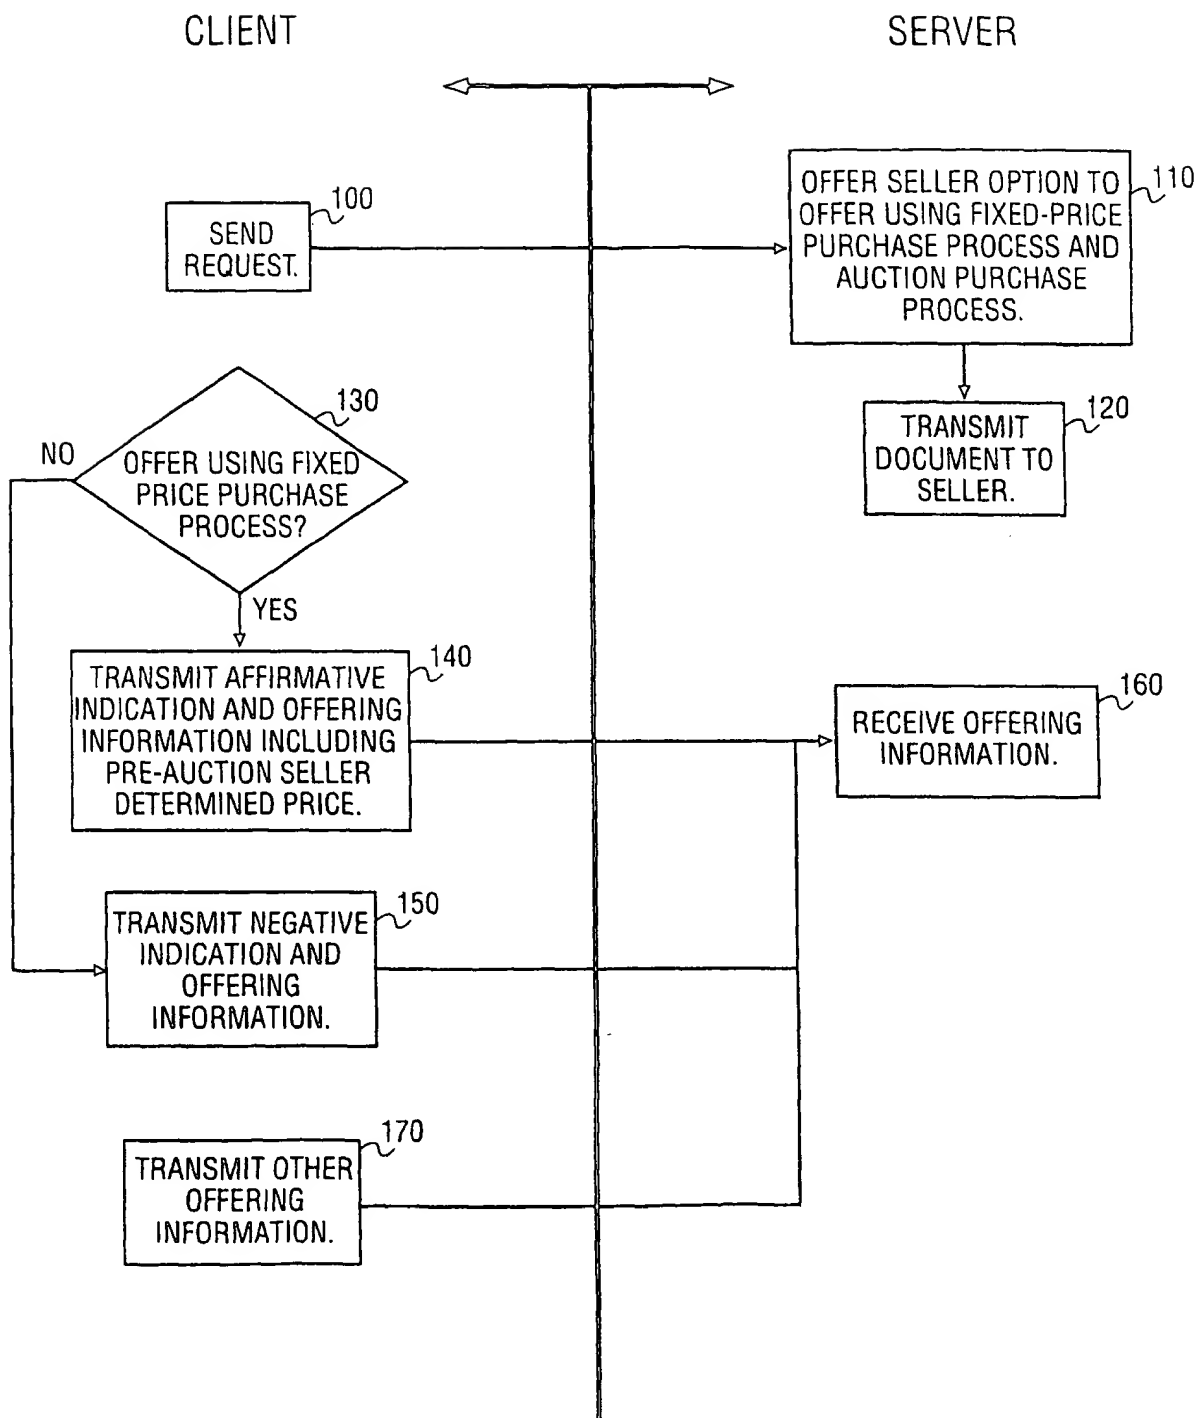 CLIENT
SERVER
100
SEND
REQUEST.
110
OFFER SELLER OPTION TO
OFFER USING FIXED-PRICE
PURCHASE PROCESS AND
AUCTION PURCHASE
PROCESS.
120
TRANSMIT
DOCUMENT TO
SELLER.
130
NO
OFFER USING FIXED
PRICE PURCHASE
PROCESS?
YES
140
TRANSMIT AFFIRMATIVE
INDICATION AND OFFERING
INFORMATION INCLUDING
PRE-AUCTION SELLER
DETERMINED PRICE.
160
RECEIVE OFFERING
INFORMATION.
150
TRANSMIT NEGATIVE
INDICATION AND
OFFERING
INFORMATION.
170
TRANSMIT OTHER
OFFERING
INFORMATION.